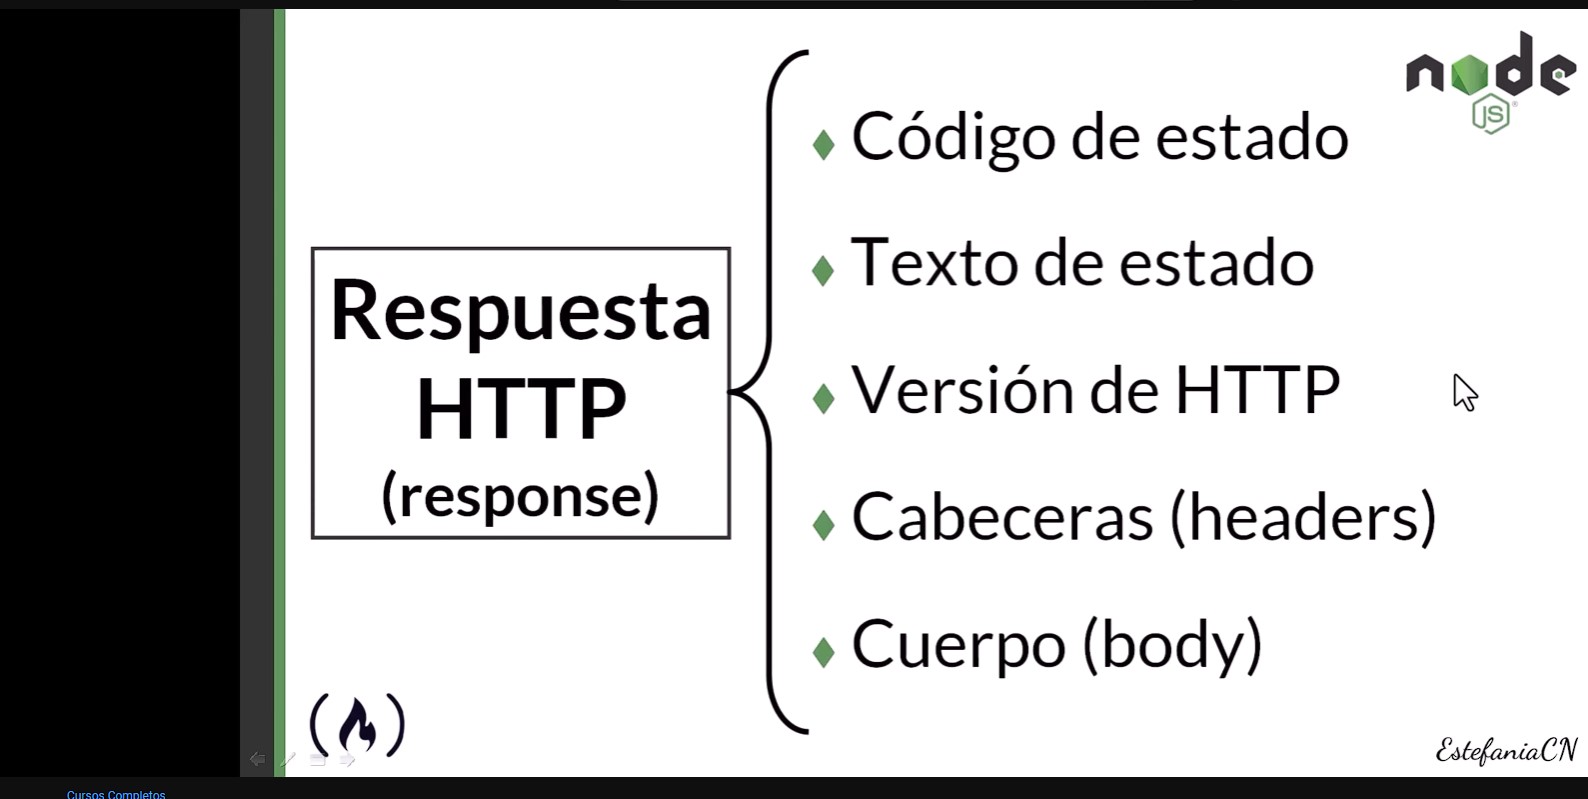 node
JS
Respuesta
HTTP
(response)
Código de estado
Texto de estado
Versión de HTTP
Cabeceras (headers)
Cuerpo (body)
EstefaniaCN
Cursos Completos